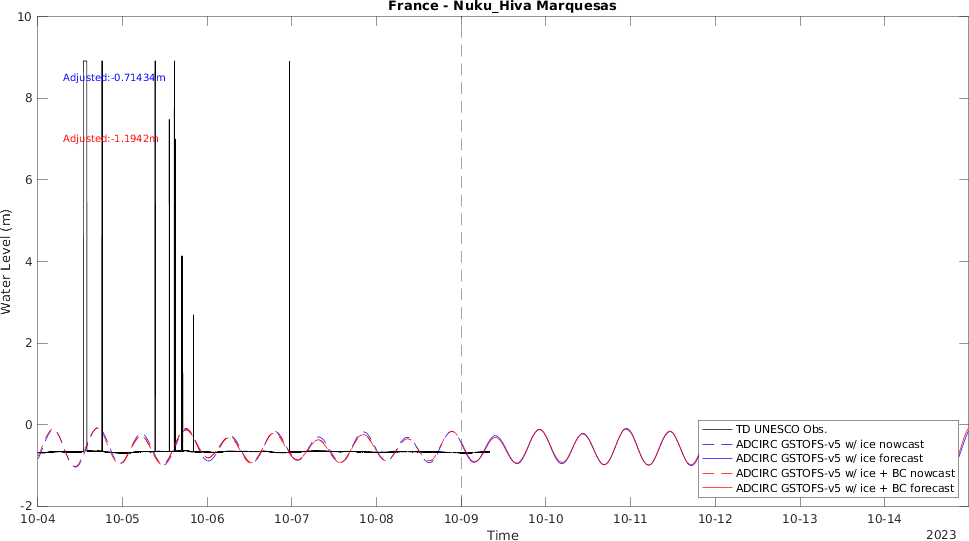 France - Nuku_Hiva Marquesas
10
8
6
4
2
0
-2
Water Level (m)
Adjusted:-0.71434m
Adjusted:-1.1942m
TD UNESCO Obs.
ADCIRC GSTOFS-v5 w/ ice nowcast
ADCIRC GSTOFS-v5 w/ ice forecast
ADCIRC GSTOFS-v5 w/ ice + BC nowcast
ADCIRC GSTOFS-v5 w/ ice + BC forecast
10-04 10-05 10-06 10-07 10-08 10-09 10-10 10-11 10-12 10-13 10-14
Time
2023